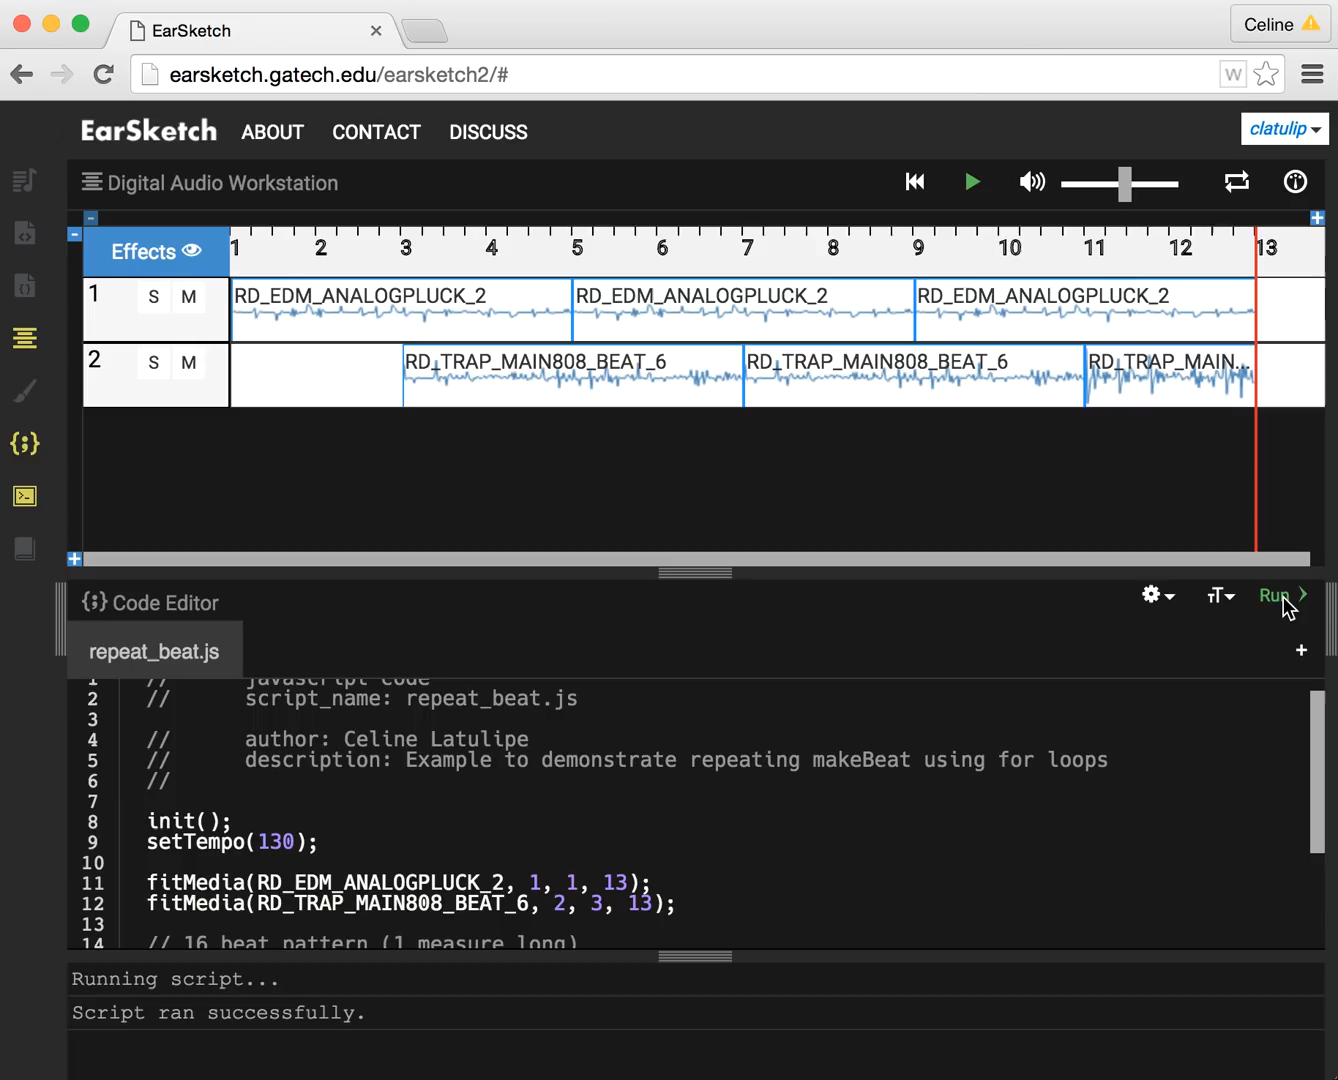 EarSketch
Celine
earsketch.gatech.edu/earsketch2/#
W
EarSketch ABOUT CONTACT DISCUSS
clatulip
Digital Audio Workstation
Effects
1 2 3 4 5 6 7 8 9 10 11 12 13
1 S M
RD_EDM_ANALOGPLUCK_2 RD_EDM_ANALOGPLUCK_2 RD_EDM_ANALOGPLUCK_2
2 S M
RD_TRAP_MAIN808_BEAT_6 RD_TRAP_MAIN808_BEAT_6 RD_TRAP_MAIN...
{;} Code Editor
TT
Run
repeat_beat.js
+
1 // javascript code
2 // script_name: repeat_beat.js
3
4 // author: Celine Latulipe
5 // description: Example to demonstrate repeating makeBeat using for loops
6 //
7
8 init();
9 setTempo(130);
10
11 fitMedia(RD_EDM_ANALOGPLUCK_2, 1, 1, 13);
12 fitMedia(RD_TRAP_MAIN808_BEAT_6, 2, 3, 13);
13
14 // 16 beat pattern (1 measure long)
Running script...
Script ran successfully.